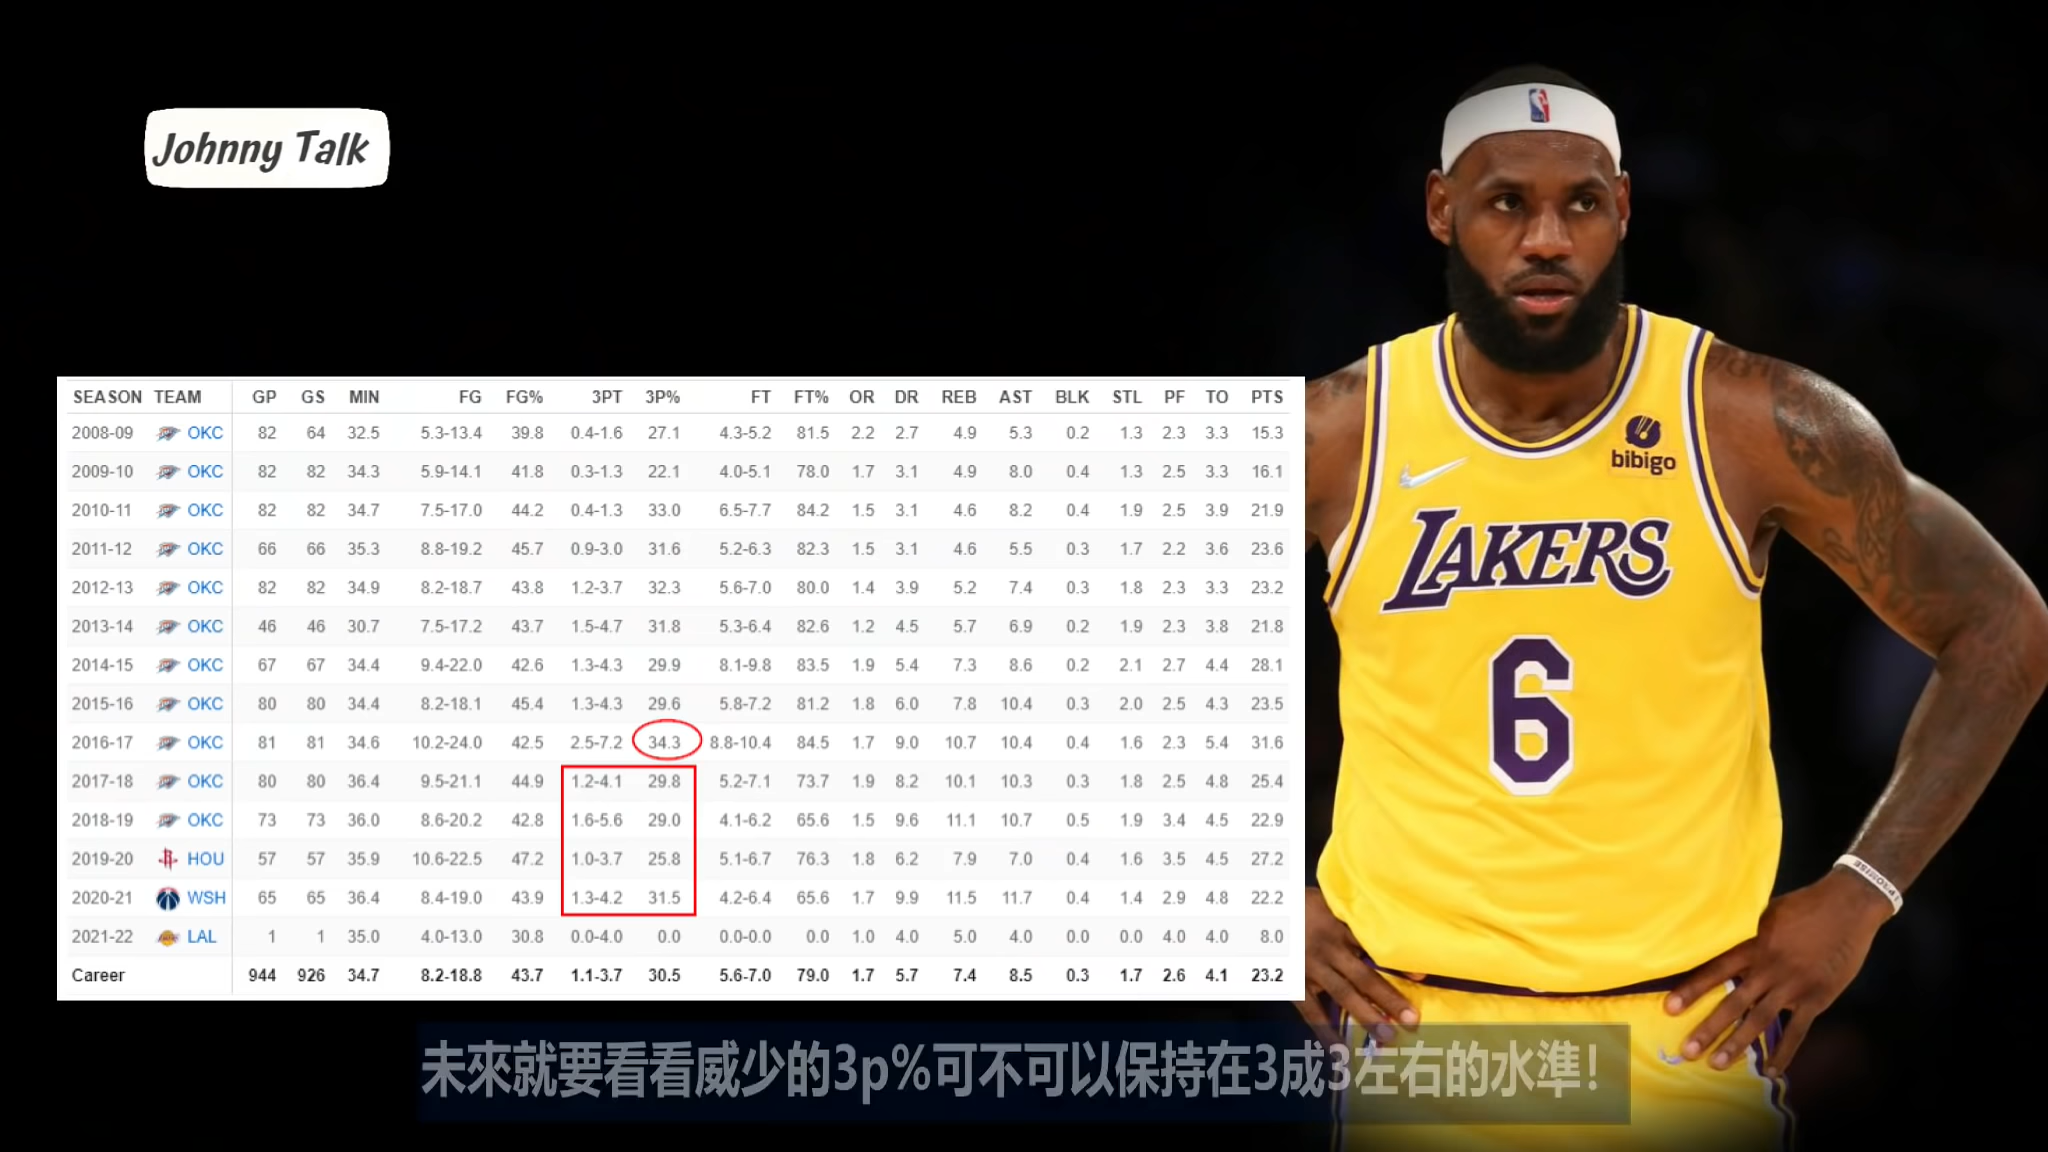 Johnny Talk
SEASON TEAM GP GS MIN FG FG% 3PT 3P% FT FT% OR DR REB AST BLK STL PF TO PTS
2008-09 OKC 82 64 32.5 5.3-13.4 39.8 0.4-1.6 27.1 4.3-5.2 81.5 2.2 2.7 4.9 5.3 0.2 1.3 2.3 3.3 15.3
2009-10 OKC 82 82 34.3 5.9-14.1 41.8 0.3-1.3 22.1 4.0-5.1 78.0 1.7 3.1 4.9 8.0 0.4 1.3 2.5 3.3 16.1
2010-11 OKC 82 82 34.7 7.5-17.0 44.2 0.4-1.3 33.0 6.5-7.7 84.2 1.5 3.1 4.6 8.2 0.4 1.9 2.5 3.9 21.9
2011-12 OKC 66 66 35.3 8.8-19.2 45.7 0.9-3.0 31.6 5.2-6.3 82.3 1.5 3.1 4.6 5.5 0.3 1.7 2.2 3.6 23.6
2012-13 OKC 82 82 34.9 8.2-18.7 43.8 1.2-3.7 32.3 5.6-7.0 80.0 1.4 3.9 5.2 7.4 0.3 1.8 2.3 3.3 23.2
2013-14 OKC 46 46 30.7 7.5-17.2 43.7 1.5-4.7 31.8 5.3-6.4 82.6 1.2 4.5 5.7 6.9 0.2 1.9 2.3 3.8 21.8
2014-15 OKC 67 67 34.4 9.4-22.0 42.6 1.3-4.3 29.9 8.1-9.8 83.5 1.9 5.4 7.3 8.6 0.2 2.1 2.7 4.4 28.1
2015-16 OKC 80 80 34.4 8.2-18.1 45.4 1.3-4.3 29.6 5.8-7.2 81.2 1.8 6.0 7.8 10.4 0.3 2.0 2.5 4.3 23.5
2016-17 OKC 81 81 34.6 10.2-24.0 42.5 2.5-7.2 34.3 8.8-10.4 84.5 1.7 9.0 10.7 10.4 0.4 1.6 2.3 5.4 31.6
2017-18 OKC 80 80 36.4 9.5-21.1 44.9 1.2-4.1 29.8 5.2-7.1 73.7 1.9 8.2 10.1 10.3 0.3 1.8 2.5 4.8 25.4
2018-19 OKC 73 73 36.0 8.6-20.2 42.8 1.6-5.6 29.0 4.1-6.2 65.6 1.5 9.6 11.1 10.7 0.5 1.9 3.4 4.5 22.9
2019-20 HOU 57 57 35.9 10.6-22.5 47.2 1.0-3.7 25.8 5.1-6.7 76.3 1.8 6.2 7.9 7.0 0.4 1.6 3.5 4.5 27.2
2020-21 WSH 65 65 36.4 8.4-19.0 43.9 1.3-4.2 31.5 4.2-6.4 65.6 1.7 9.9 11.5 11.7 0.4 1.4 2.9 4.8 22.2
2021-22 LAL 1 1 35.0 4.0-13.0 30.8 0.0-4.0 0.0 0.0-0.0 0.0 1.0 4.0 5.0 4.0 0.0 0.0 4.0 4.0 8.0
Career 944 926 34.7 8.2-18.8 43.7 1.1-3.7 30.5 5.6-7.0 79.0 1.7 5.7 7.4 8.5 0.3 1.7 2.6 4.1 23.2
bibigo
LAKERS
6
未來就要看看威少的3p%可不可以保持在3成3左右的水準!